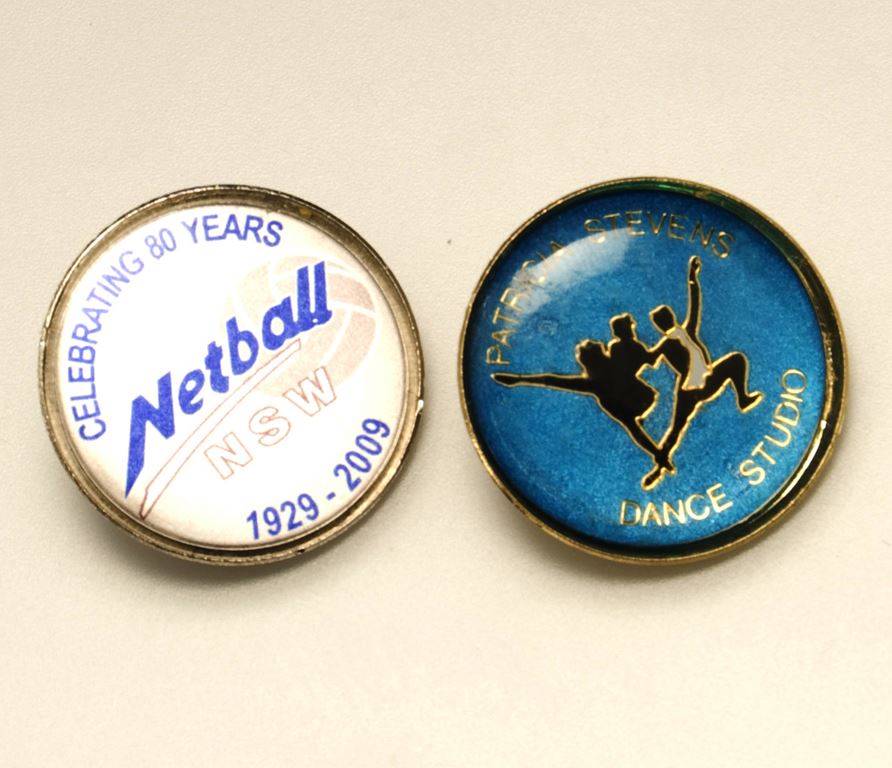 CELEBRATING 80 YEARS
Netball
NSW
1929 - 2009
PATRICIA STEVENS
DANCE STUDIO